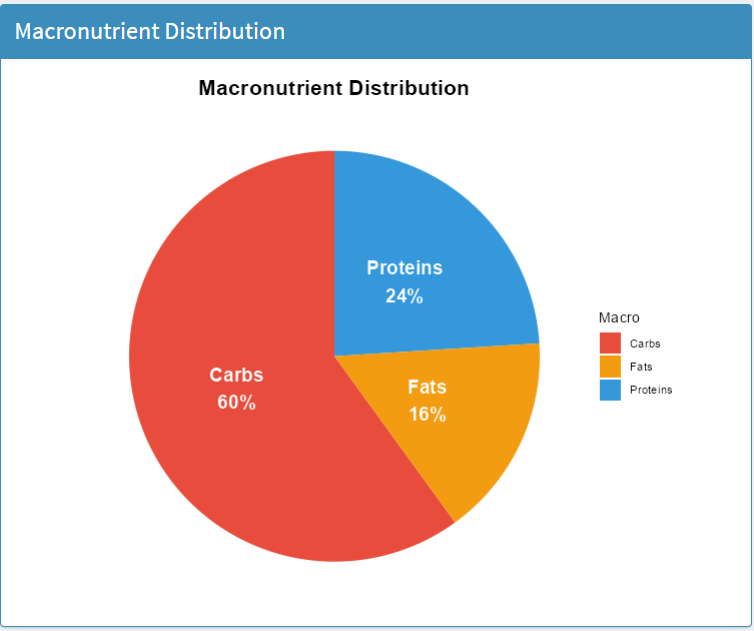 Macronutrient Distribution
Macronutrient Distribution
Proteins
24%
Carbs
60%
Fats
16%
Macro
Carbs
Fats
Proteins